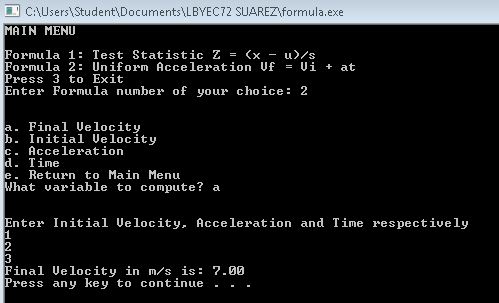 C:\Users\Student\Documents\LBYEC72 SUAREZ\formula.exe
MAIN MENU
Formula 1: Test Statistic Z = (x - u)/s
Formula 2: Uniform Acceleration Vf = Vi + at
Press 3 to Exit
Enter Formula number of your choice: 2
a. Final Velocity
b. Initial Velocity
c. Acceleration
d. Time
e. Return to Main Menu
What variable to compute? a
Enter Initial Velocity, Acceleration and Time respectively
1
2
3
Final Velocity in m/s is: 7.00
Press any key to continue . . .